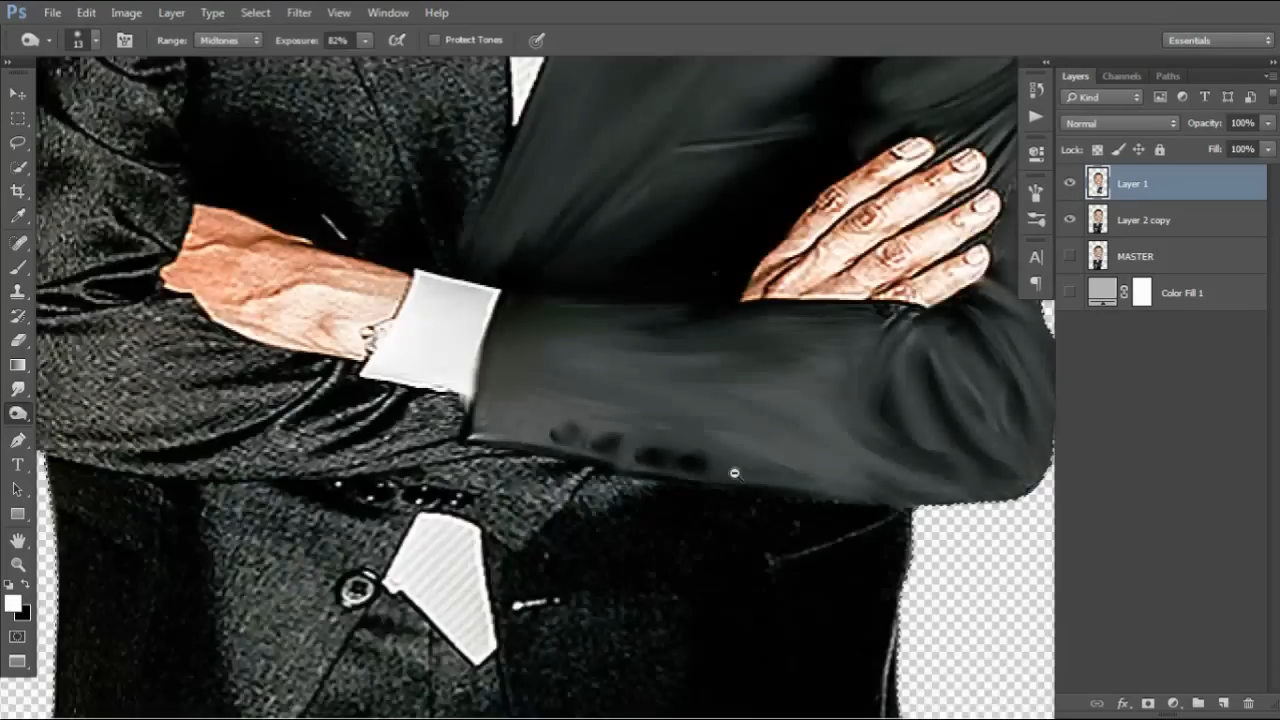 Ps File Edit Image Layer Type Select Filter View Window Help
13 Range: Midtones Exposure: 82% Protect Tones Essentials
Layers Channels Paths
Kind
Normal Opacity: 100%
Lock: Fill: 100%
Layer 1
Layer 2 copy
MASTER
Color Fill 1